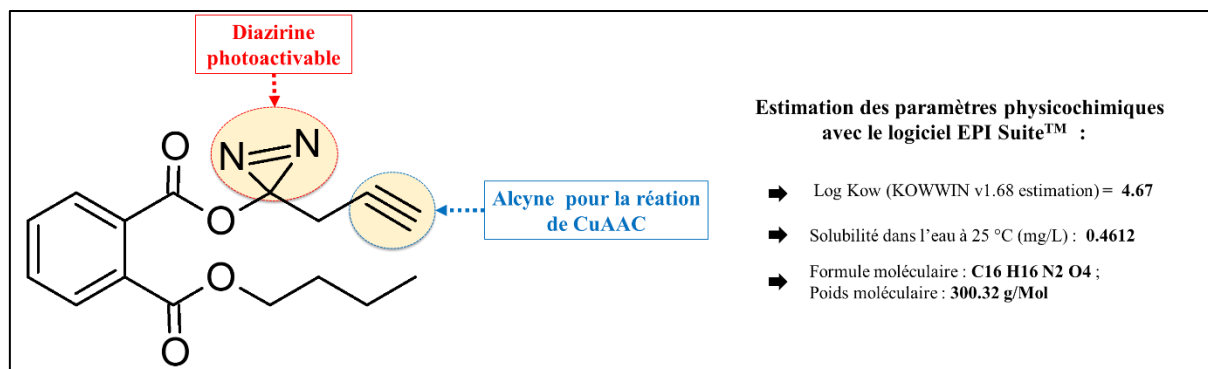 Diazirine
photoactivable
O
N
N
O
Alcyne pour la réation
de CuAAC
O
O
Estimation des paramètres physicochimiques
avec le logiciel EPI Suite™ :
Log Kow (KOWWIN v1.68 estimation) = 4.67
Solubilité dans l'eau à 25 °C (mg/L) : 0.4612
Formule moléculaire : C16 H16 N2 O4 ;
Poids moléculaire : 300.32 g/Mol